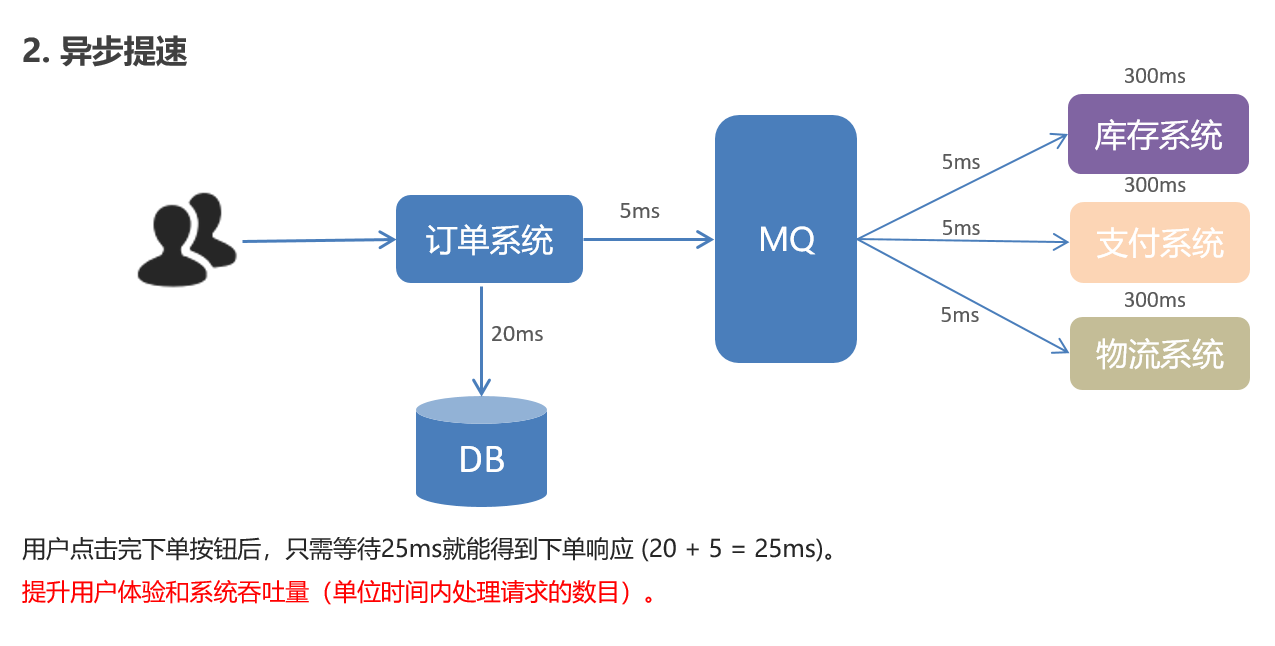 2. 异步提速
300ms
库存系统
5ms
300ms
5ms
订单系统
MQ
5ms
支付系统
300ms
5ms
20ms
物流系统
DB
用户点击完下单按钮后，只需等待25ms就能得到下单响应 (20 + 5 = 25ms)。
提升用户体验和系统吞吐量（单位时间内处理请求的数目）。